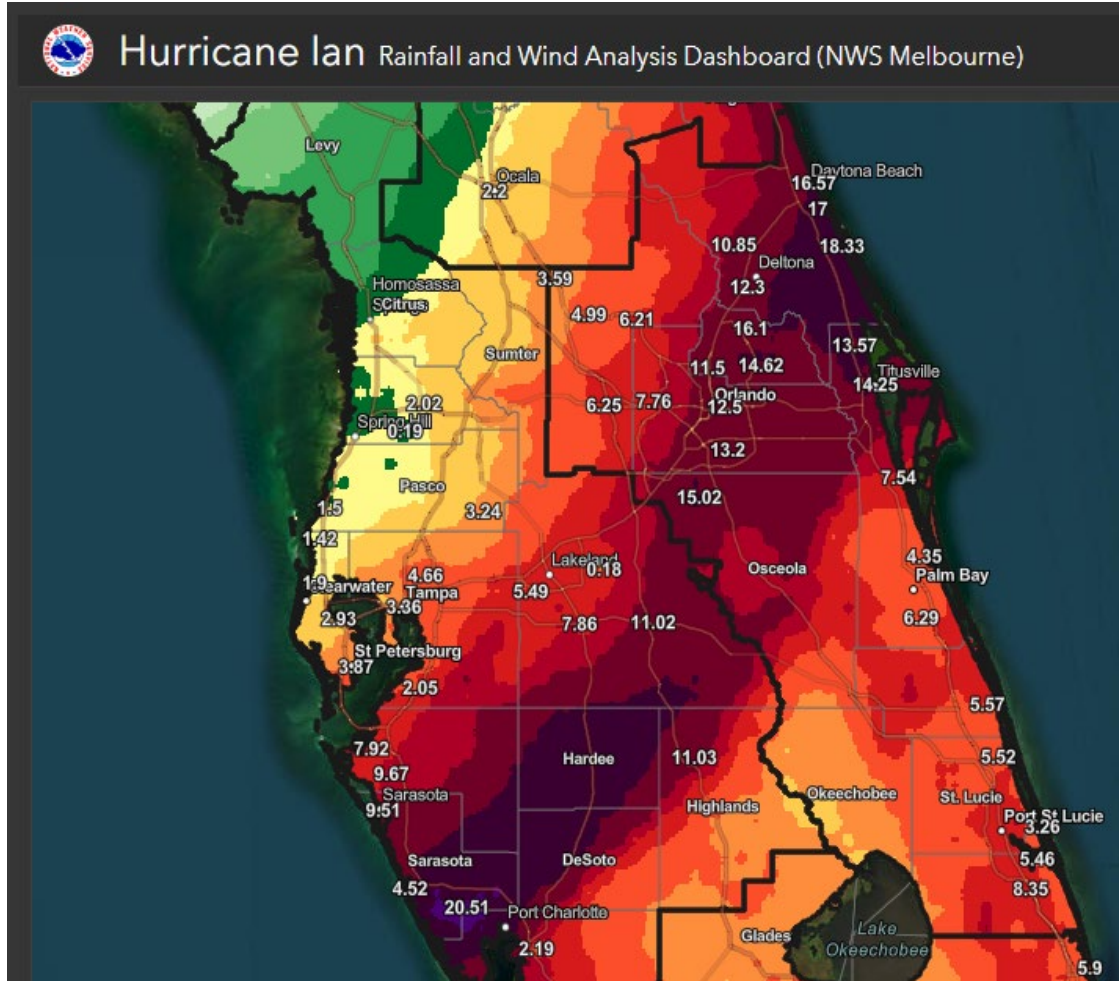 Hurricane Ian Rainfall and Wind Analysis Dashboard (NWS Melbourne)
Levy
Ocala
2.2
Daytona Beach
16.57
17
10.85
18.33
Deltona
12.3
3.59
Homosassa
Citrus
4.99
6.21
16.1
13.57
Sumter
11.5
14.62
Titusville
14.25
2.02
6.25
7.76
Orlando
12.5
Spring Hill
0.19
13.2
7.54
Pasco
15.02
1.5
3.24
1.42
4.35
Lakeland
0.18
Osceola
Palm Bay
4.66
1.9
Clearwater
Tampa
5.49
3.36
2.93
7.86
11.02
6.29
St Petersburg
3.87
2.05
5.57
7.92
Hardee
11.03
5.52
9.67
Sarasota
9.51
Highlands
Okeechobee
St. Lucie
Port St Lucie
3.26
Sarasota
DeSoto
5.46
4.52
8.35
20.51
Port Charlotte
2.19
Glades
Lake
Okeechobee
5.9